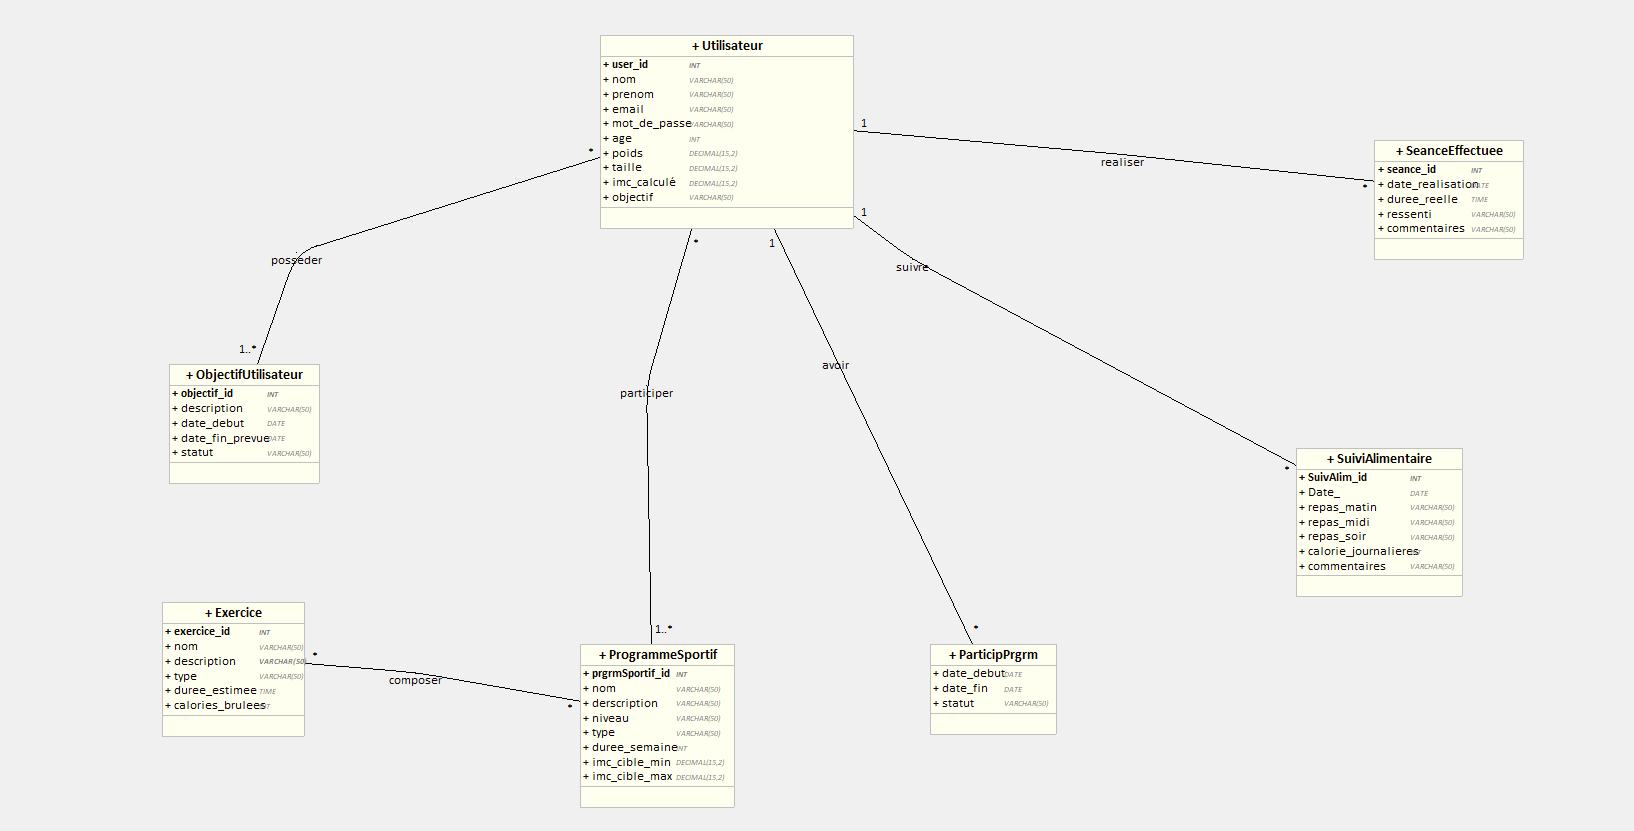 + Utilisateur
+ user_id INT
+ nom VARCHAR(50)
+ prenom VARCHAR(50)
+ email VARCHAR(50)
+ mot_de_passe VARCHAR(50)
+ age INT
+ poids DECIMAL(15,2)
+ taille DECIMAL(15,2)
+ imc_calculé DECIMAL(15,2)
+ objectif VARCHAR(50)
1
realiser
*
+ SeanceEffectuee
+ seance_id INT
+ date_realisation DATE
+ duree_reelle TIME
+ ressenti VARCHAR(50)
+ commentaires VARCHAR(50)
*
posseder
1..*
+ ObjectifUtilisateur
+ objectif_id INT
+ description VARCHAR(50)
+ date_debut DATE
+ date_fin_prevue DATE
+ statut VARCHAR(50)
*
participer
1..*
1
avoir
*
1
suivre
*
+ SuiviAlimentaire
+ SuivAlim_id INT
+ Date_ DATE
+ repas_matin VARCHAR(50)
+ repas_midi VARCHAR(50)
+ repas_soir VARCHAR(50)
+ calorie_journalieres
+ commentaires VARCHAR(50)
+ Exercice
+ exercice_id INT
+ nom VARCHAR(50)
+ description VARCHAR(50)
+ type VARCHAR(50)
+ duree_estimee TIME
+ calories_brulees
*
composer
*
+ ProgrammeSportif
+ prgrmSportif_id INT
+ nom VARCHAR(50)
+ derscription VARCHAR(50)
+ niveau VARCHAR(50)
+ type VARCHAR(50)
+ duree_semaine INT
+ imc_cible_min DECIMAL(15,2)
+ imc_cible_max DECIMAL(15,2)
+ ParticipPrgrm
+ date_debut DATE
+ date_fin DATE
+ statut VARCHAR(50)